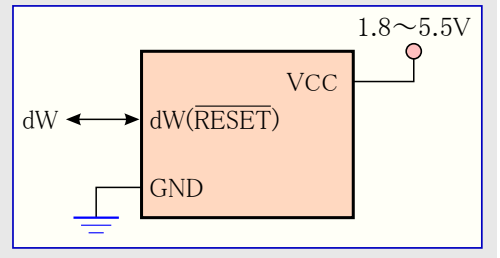 1.8～5.5V
VCC
dW
dW(RESET)
GND